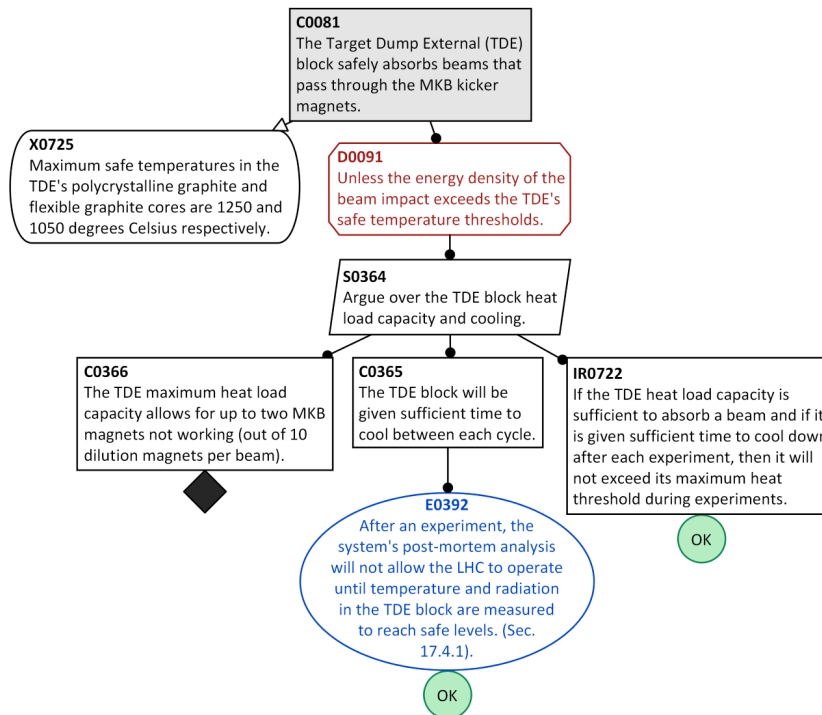 C0081
The Target Dump External (TDE)
block safely absorbs beams that
pass through the MKB kicker
magnets.
X0725
Maximum safe temperatures in the
TDE's polycrystalline graphite and
flexible graphite cores are 1250 and
1050 degrees Celsius respectively.
D0091
Unless the energy density of the
beam impact exceeds the TDE's
safe temperature thresholds.
S0364
Argue over the TDE block heat
load capacity and cooling.
C0366
The TDE maximum heat load
capacity allows for up to two MKB
magnets not working (out of 10
dilution magnets per beam).
C0365
The TDE block will be
given sufficient time to
cool between each cycle.
IR0722
If the TDE heat load capacity is
sufficient to absorb a beam and if it
is given sufficient time to cool down
after each experiment, then it will
not exceed its maximum heat
threshold during experiments.
OK
E0392
After an experiment, the
system's post-mortem analysis
will not allow the LHC to operate
until temperature and radiation
in the TDE block are measured
to reach safe levels. (Sec.
17.4.1).
OK